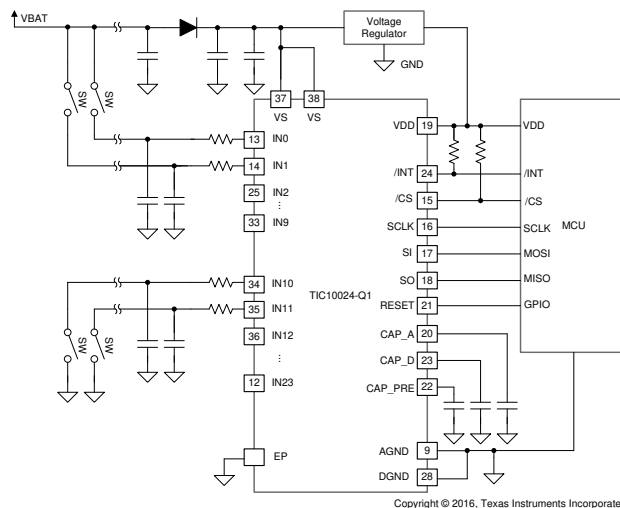 VBAT
Voltage
Regulator
GND
37
38
VS
VS
SW
SW
VDD
19
VDD
13
IN0
14
IN1
/INT
24
/INT
25
IN2
/CS
15
/CS
33
IN9
SCLK
16
SCLK
MCU
SI
17
MOSI
34
IN10
TIC10024-Q1
SO
18
MISO
35
IN11
RESET
21
GPIO
36
IN12
CAP_A
20
SW
SW
CAP_D
23
12
IN23
CAP_PRE
22
EP
AGND
9
DGND
28
Copyright © 2016, Texas Instruments Incorporate